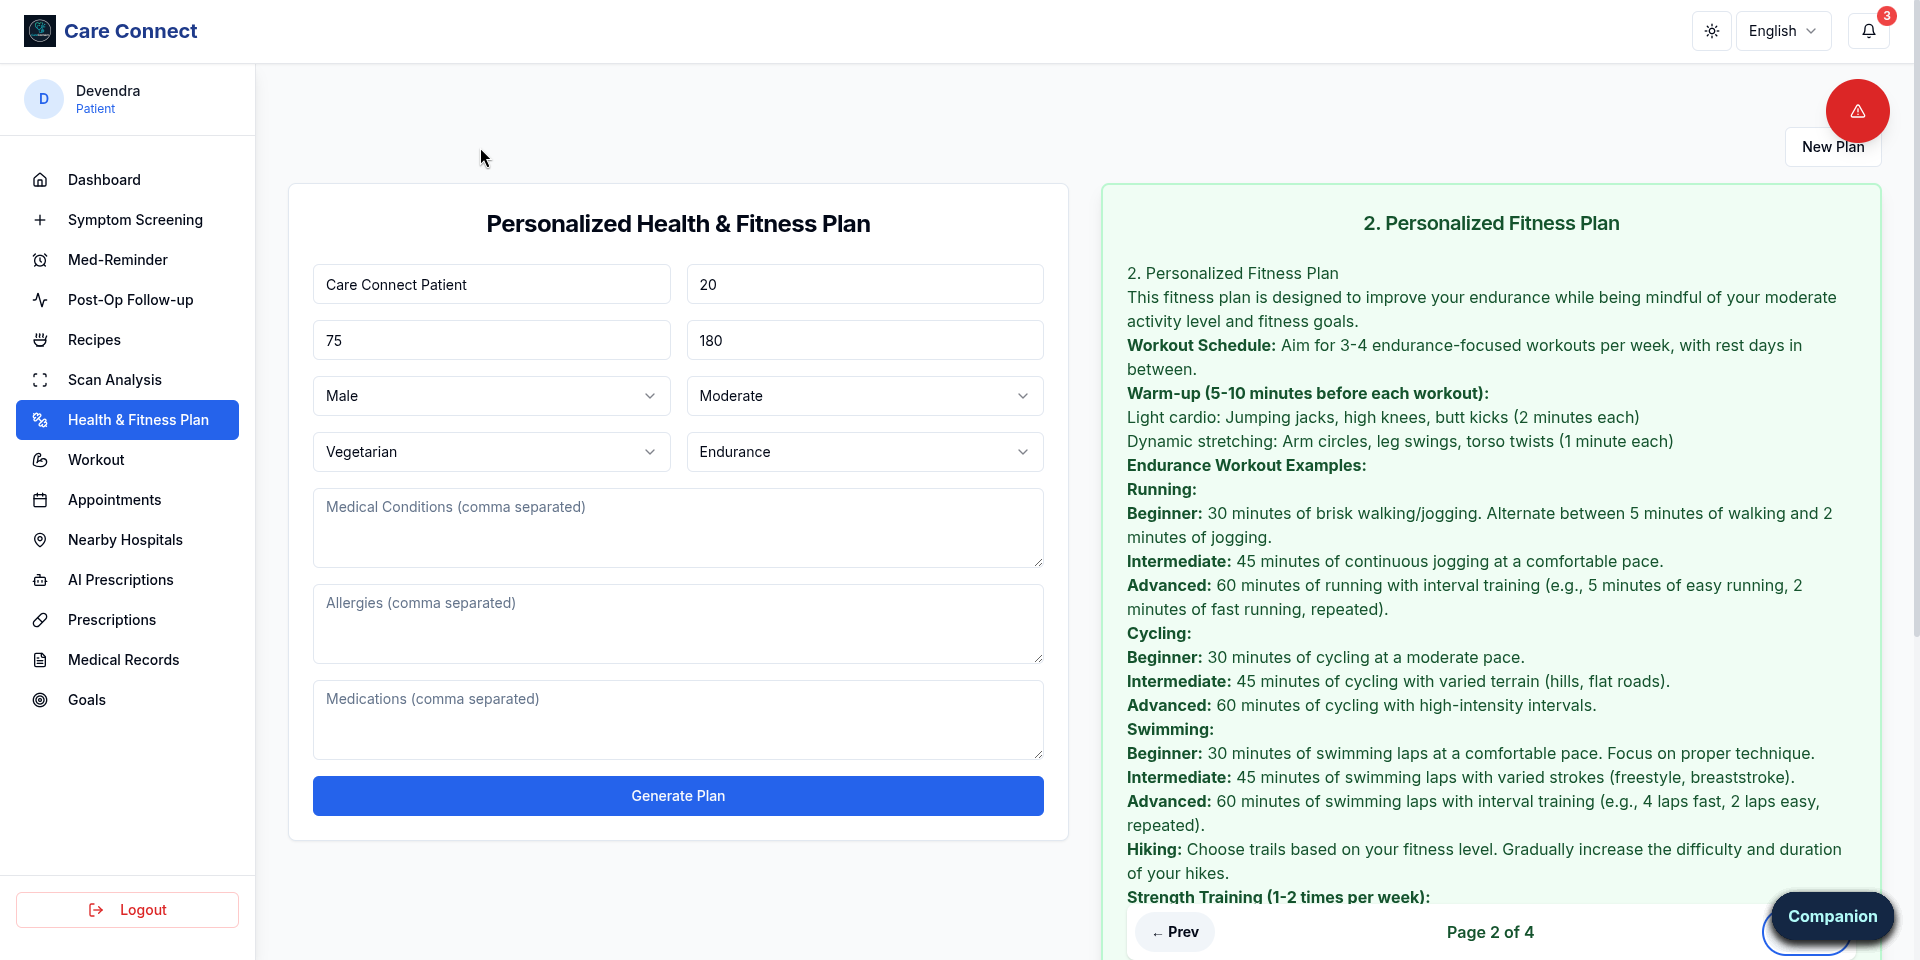 Care Connect
English
3
D
Devendra
Patient
Dashboard
Symptom Screening
Med-Reminder
Post-Op Follow-up
Recipes
Scan Analysis
Health & Fitness Plan
Workout
Appointments
Nearby Hospitals
AI Prescriptions
Prescriptions
Medical Records
Goals
Logout
New Plan
Personalized Health & Fitness Plan
Care Connect Patient
20
75
180
Male
Moderate
Vegetarian
Endurance
Medical Conditions (comma separated)
Allergies (comma separated)
Medications (comma separated)
Generate Plan
2. Personalized Fitness Plan
2. Personalized Fitness Plan
This fitness plan is designed to improve your endurance while being mindful of your moderate
activity level and fitness goals.
Workout Schedule: Aim for 3-4 endurance-focused workouts per week, with rest days in
between.
Warm-up (5-10 minutes before each workout):
Light cardio: Jumping jacks, high knees, butt kicks (2 minutes each)
Dynamic stretching: Arm circles, leg swings, torso twists (1 minute each)
Endurance Workout Examples:
Running:
Beginner: 30 minutes of brisk walking/jogging. Alternate between 5 minutes of walking and 2
minutes of jogging.
Intermediate: 45 minutes of continuous jogging at a comfortable pace.
Advanced: 60 minutes of running with interval training (e.g., 5 minutes of easy running, 2
minutes of fast running, repeated).
Cycling:
Beginner: 30 minutes of cycling at a moderate pace.
Intermediate: 45 minutes of cycling with varied terrain (hills, flat roads).
Advanced: 60 minutes of cycling with high-intensity intervals.
Swimming:
Beginner: 30 minutes of swimming laps at a comfortable pace. Focus on proper technique.
Intermediate: 45 minutes of swimming laps with varied strokes (freestyle, breaststroke).
Advanced: 60 minutes of swimming laps with interval training (e.g., 4 laps fast, 2 laps easy,
repeated).
Hiking: Choose trails based on your fitness level. Gradually increase the difficulty and duration
of your hikes.
Strength Training (1-2 times per week):
← Prev
Page 2 of 4
Companion